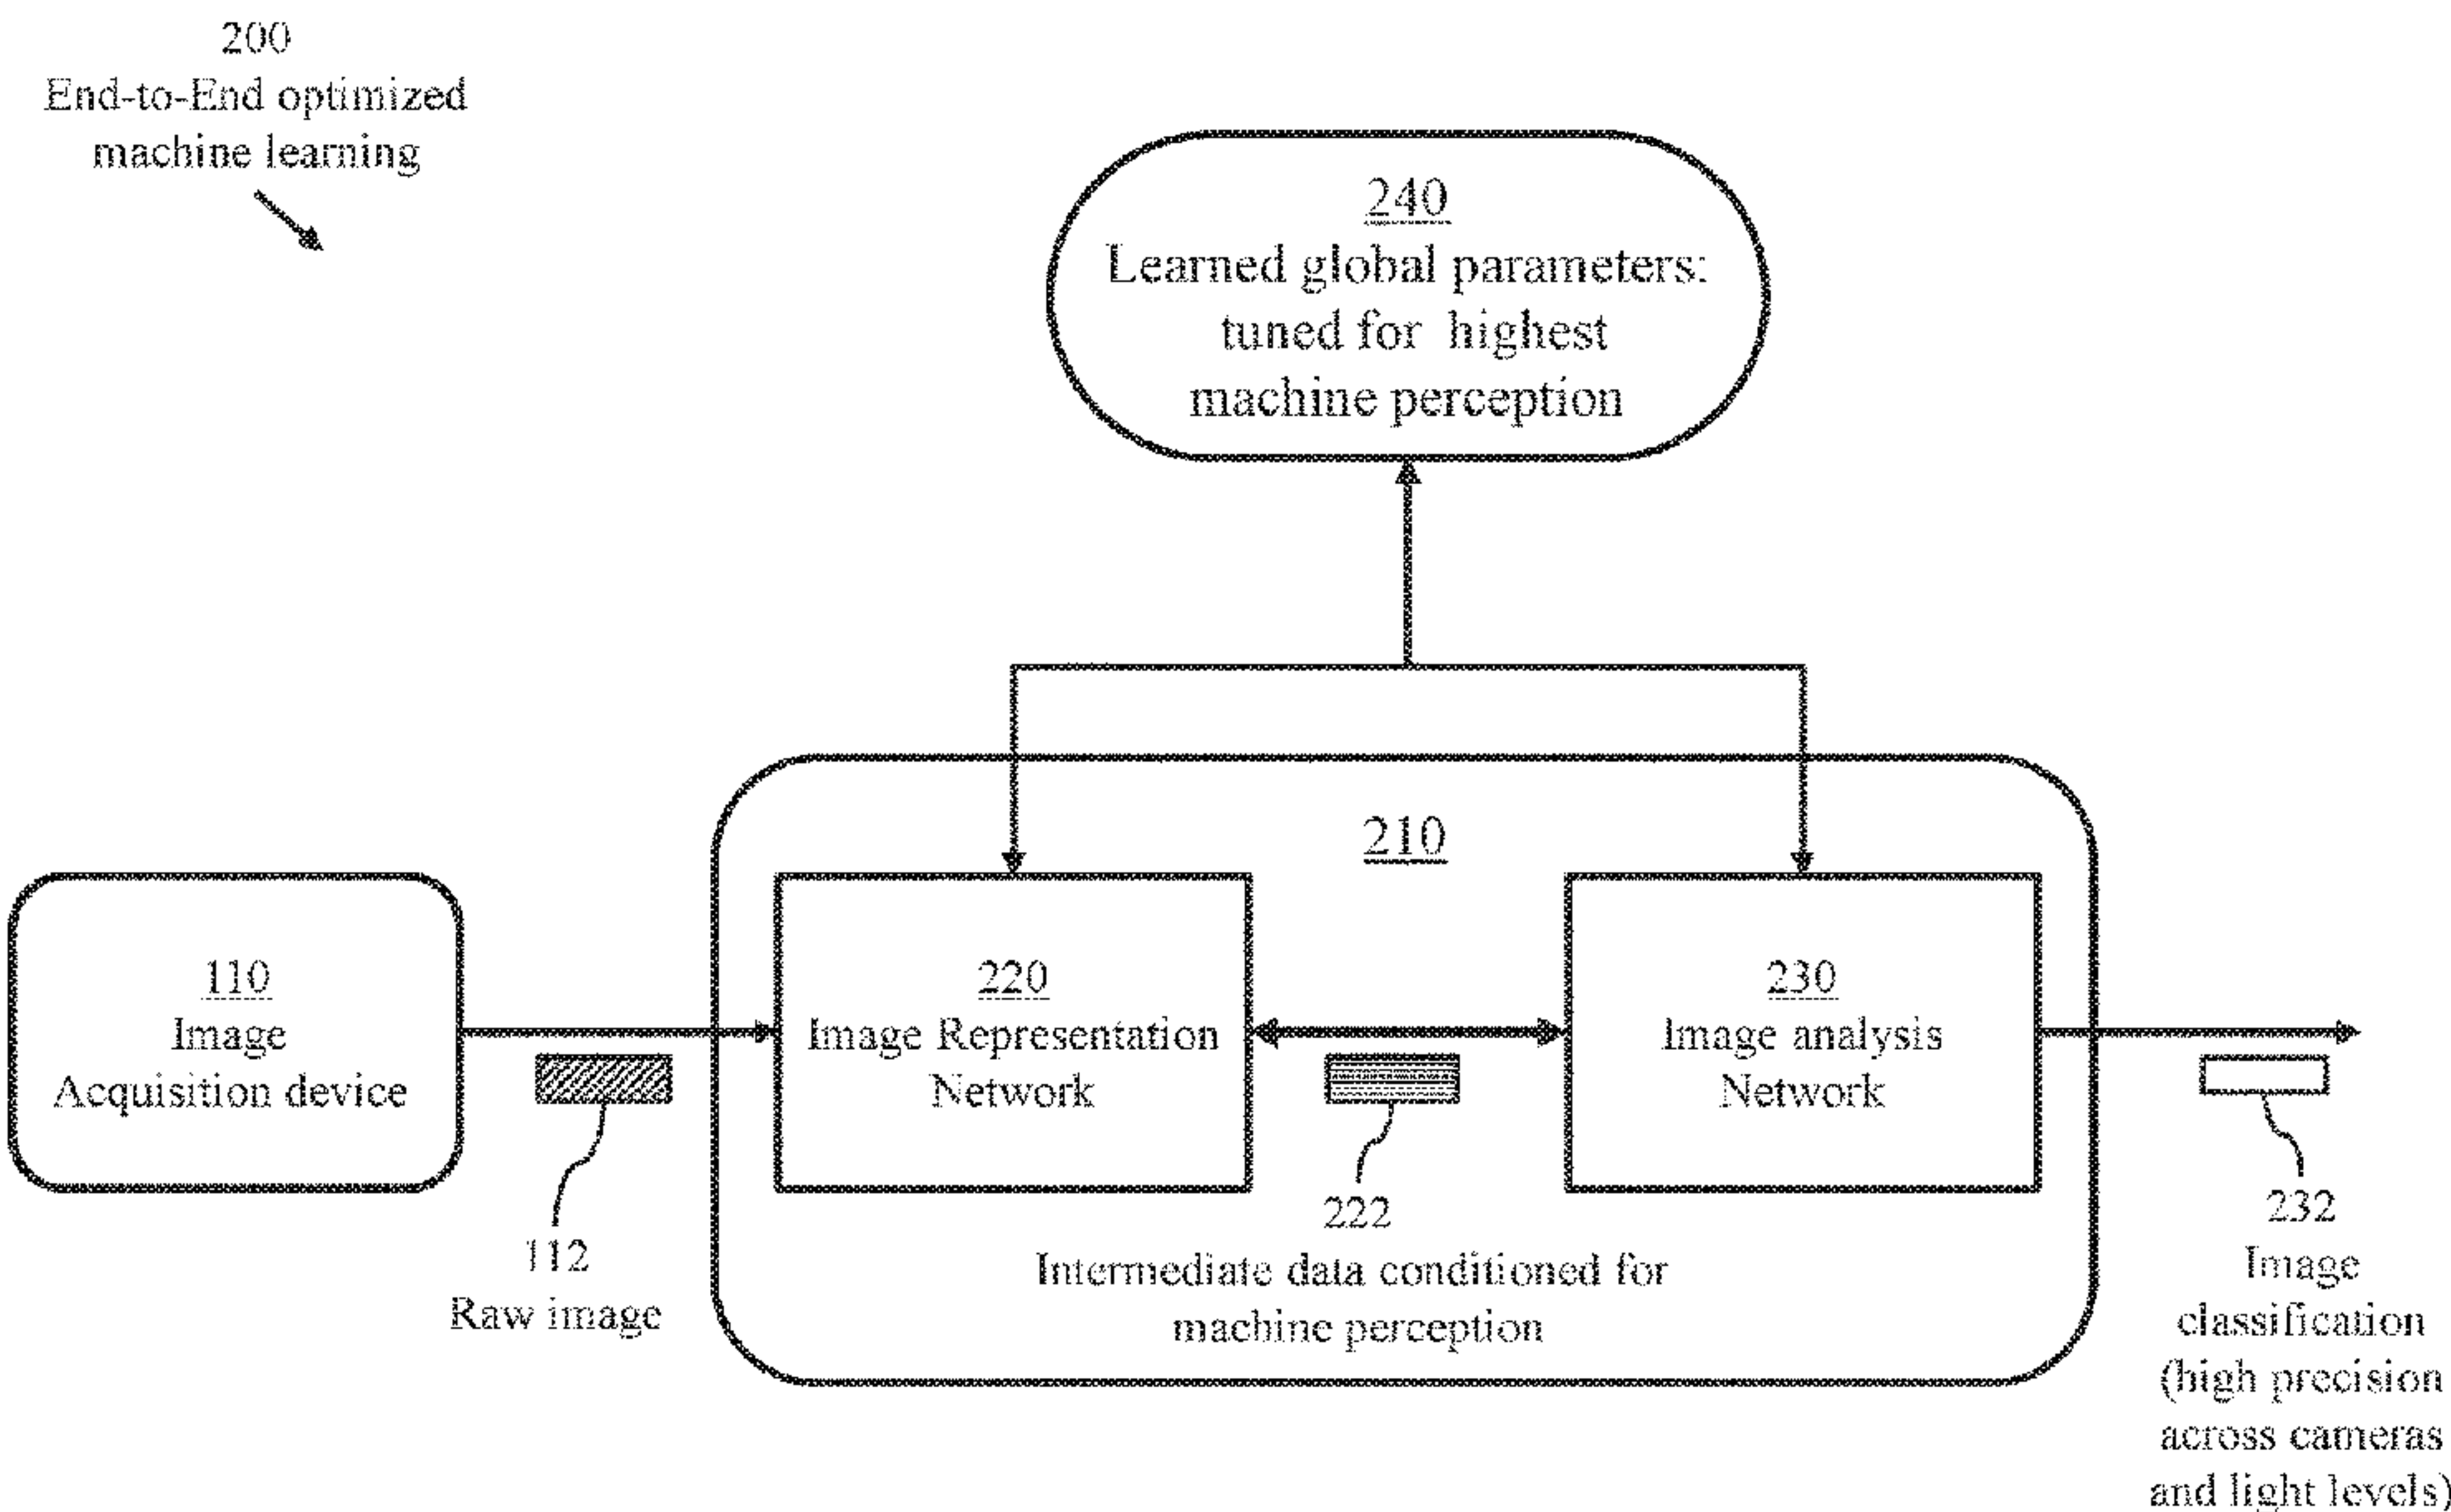 200
End-to-End optimized
machine learning
240
Learned global parameters:
tuned for highest
machine perception
210
110
Image
Acquisition device
220
Image Representation
Network
230
Image analysis
Network
112
Raw image
222
Intermediate data conditioned for
machine perception
232
Image
classification
(high precision
across cameras
and light levels)